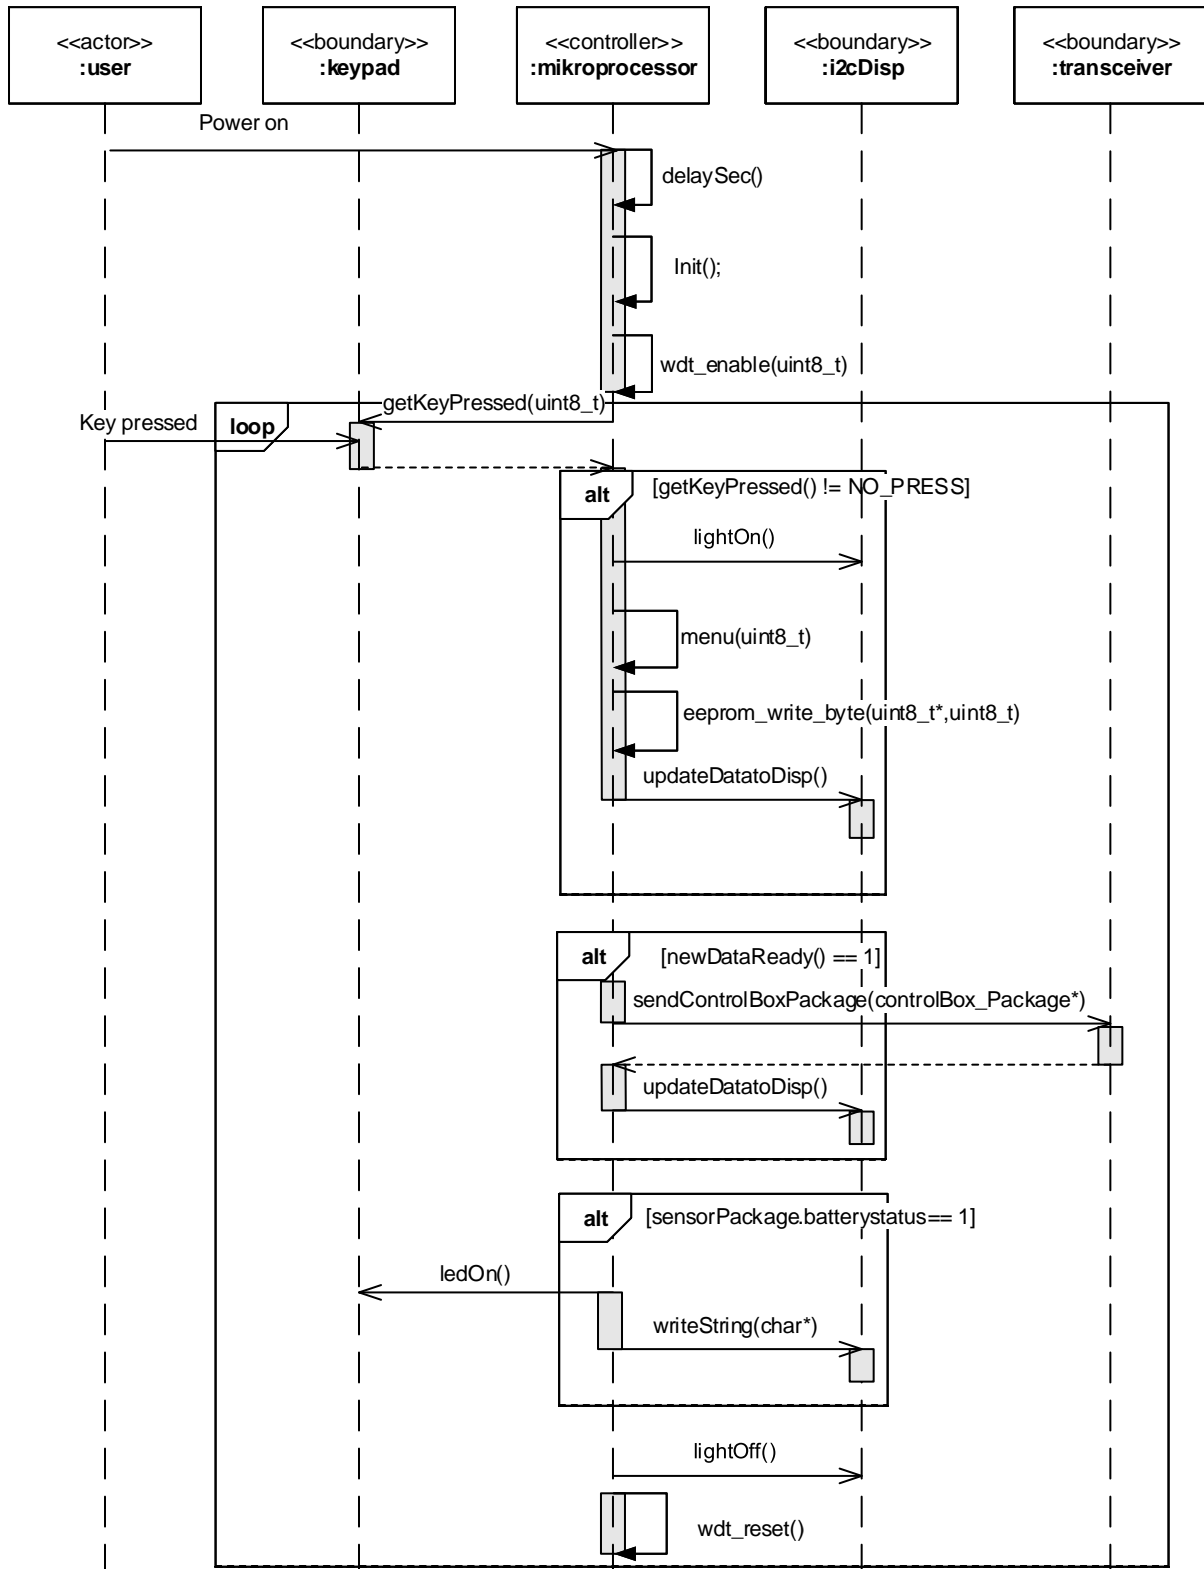 <<actor>>
:user
<<boundary>>
:keypad
<<controller>>
:mikroprocessor
<<boundary>>
:i2cDisp
<<boundary>>
:transceiver
Power on
delaySec()
Init();
wdt_enable(uint8_t)
getKeyPressed(uint8_t)
Key pressed
loop
alt
[getKeyPressed() != NO_PRESS]
lightOn()
menu(uint8_t)
eeprom_write_byte(uint8_t*,uint8_t)
updateDatatoDisp()
alt
[newDataReady() == 1]
sendControlBoxPackage(controlBox_Package*)
updateDatatoDisp()
alt
[sensorPackage.batterystatus== 1]
ledOn()
writeString(char*)
lightOff()
wdt_reset()